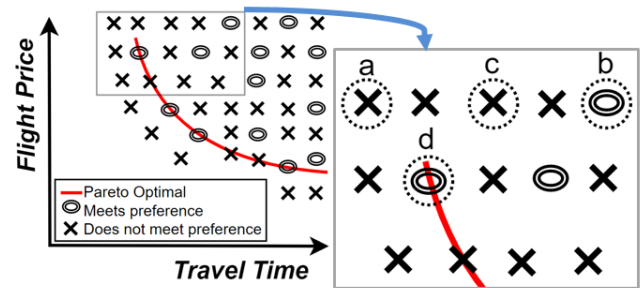 Flight Price
Travel Time
Pareto Optimal
Meets preference
Does not meet preference
a
c
b
d